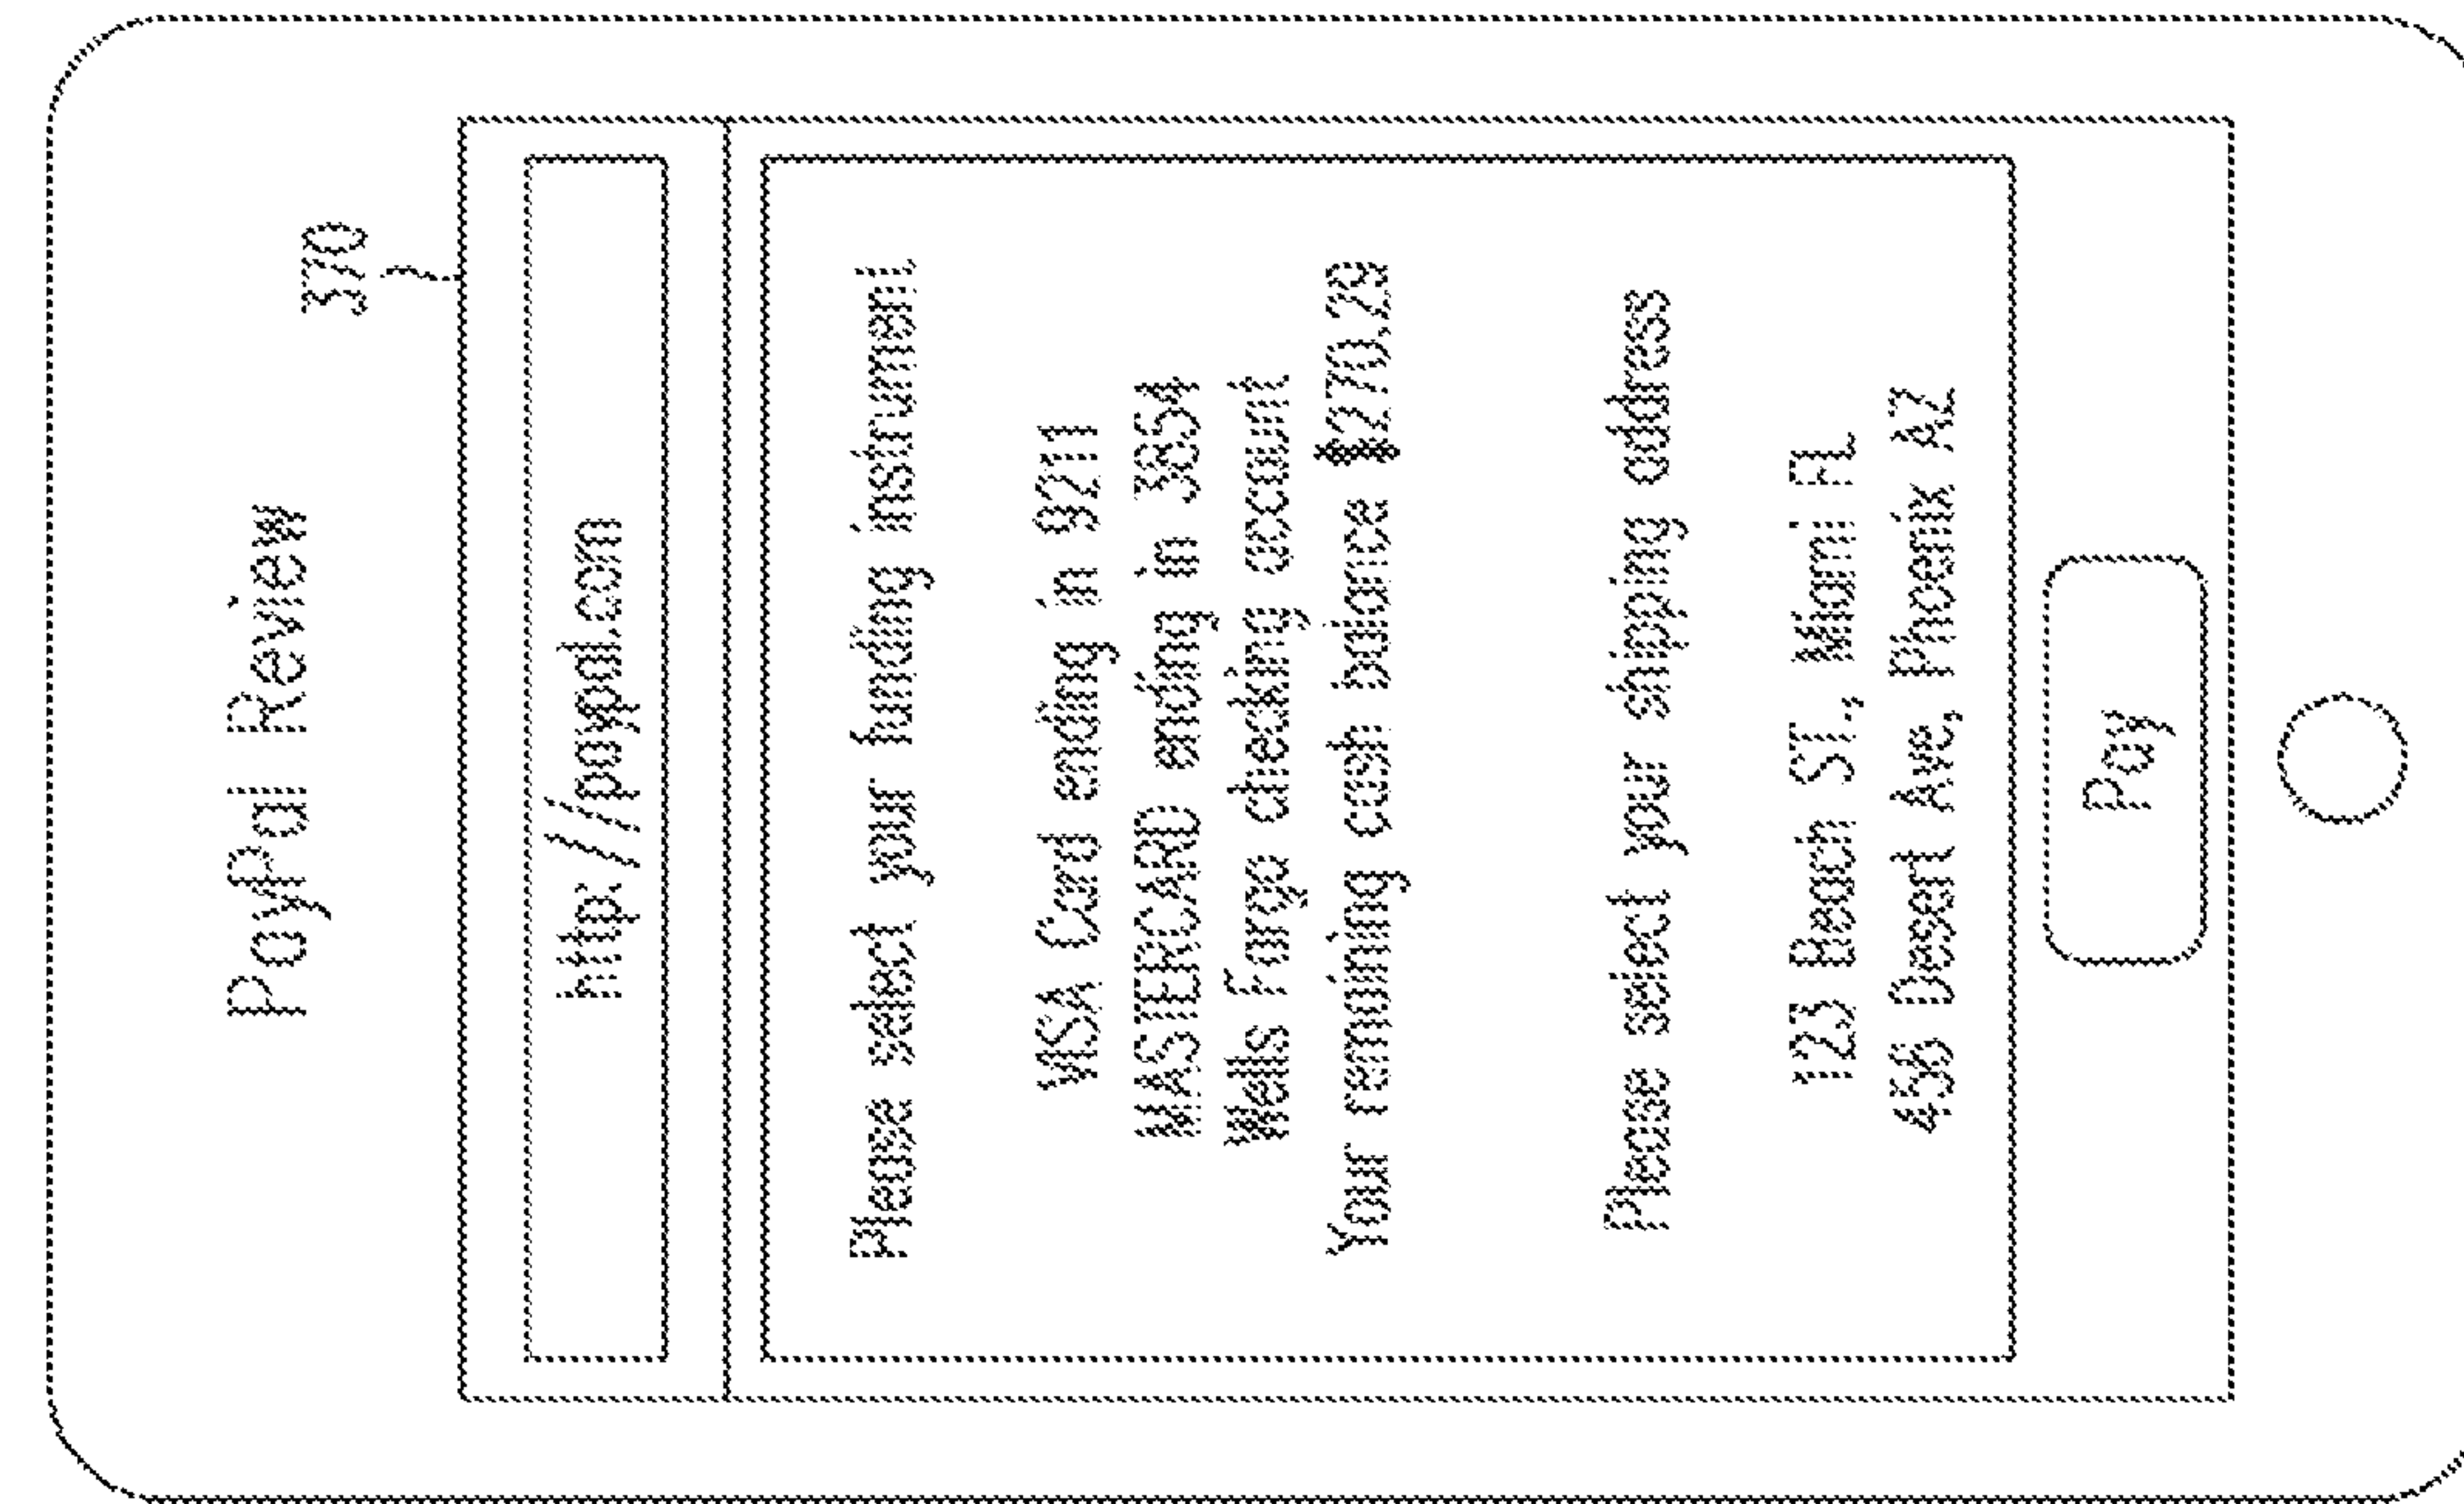 PayPal Review
370
http://paypal.com
Please select your funding instrument.
VISA Card ending in 9211
MASTERCARD ending in 3854
Wells Fargo checking account
Your remaining cash balance $270.29
Please select your shipping address
123 Beach ST., Miami FL
456 Desert Ave, Phoenix AZ
Pay